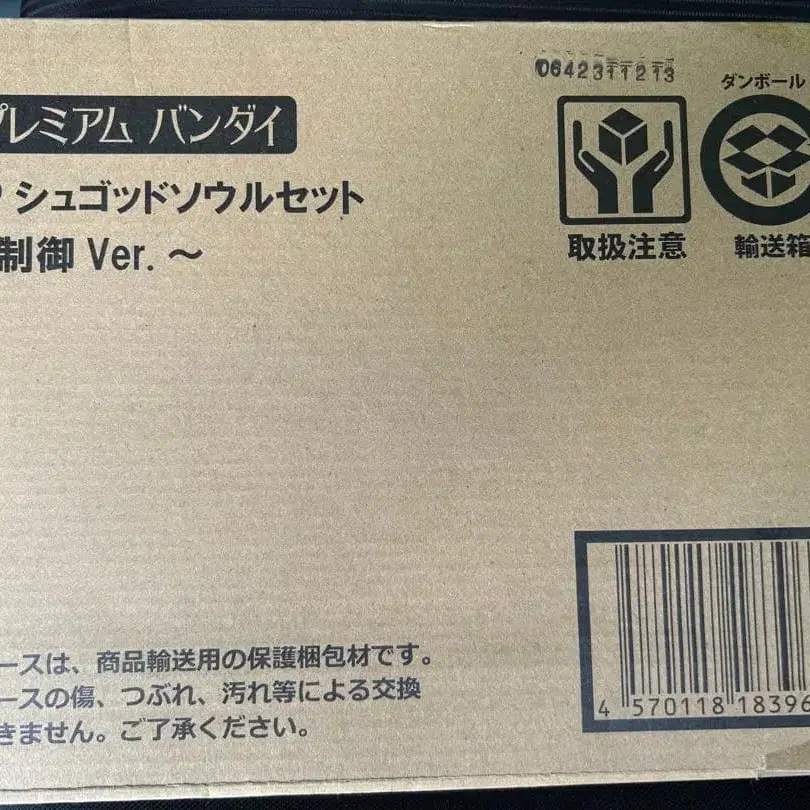 0642311213
ダンボール
プレミアム バンダイ
シュゴッドソウルセット
制御 Ver. ～
取扱注意
輸送箱
ースは、商品輸送用の保護梱包材です。
ースの傷、つぶれ、汚れ等による交換
きません。ご了承ください。
4 570118 18396